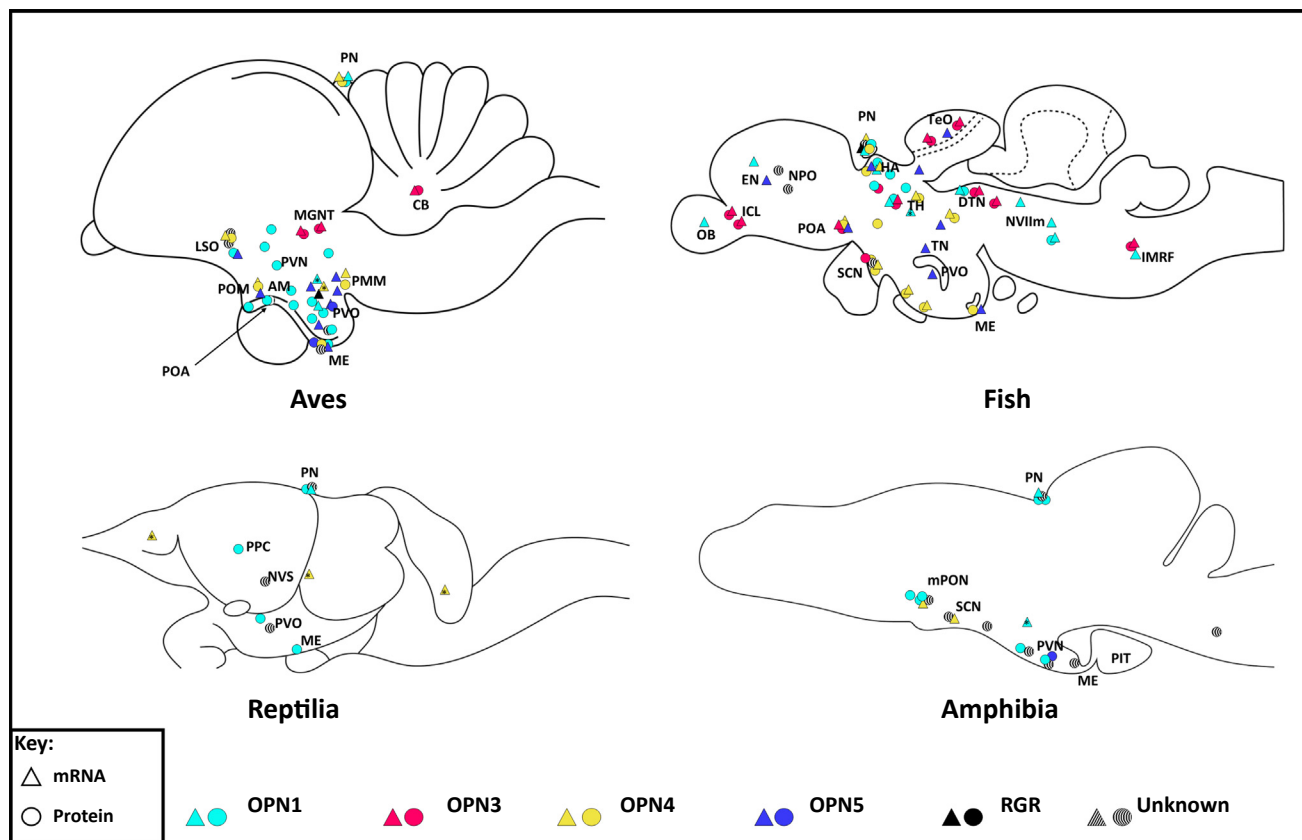 PN
CB
MGNT
LSO
PVN
POM
AM
PMM
PVO
POA
ME
Aves
PN
TeO
HA
EN
NPO
ICL
OB
POA
TH
DTN
NVIIm
IMRF
SCN
TN
PVO
ME
Fish
PN
PPC
NVS
PVO
ME
Reptilia
PN
mPON
SCN
PVN
PIT
ME
Amphibia
Key:
mRNA
Protein
OPN1
OPN3
OPN4
OPN5
RGR
Unknown